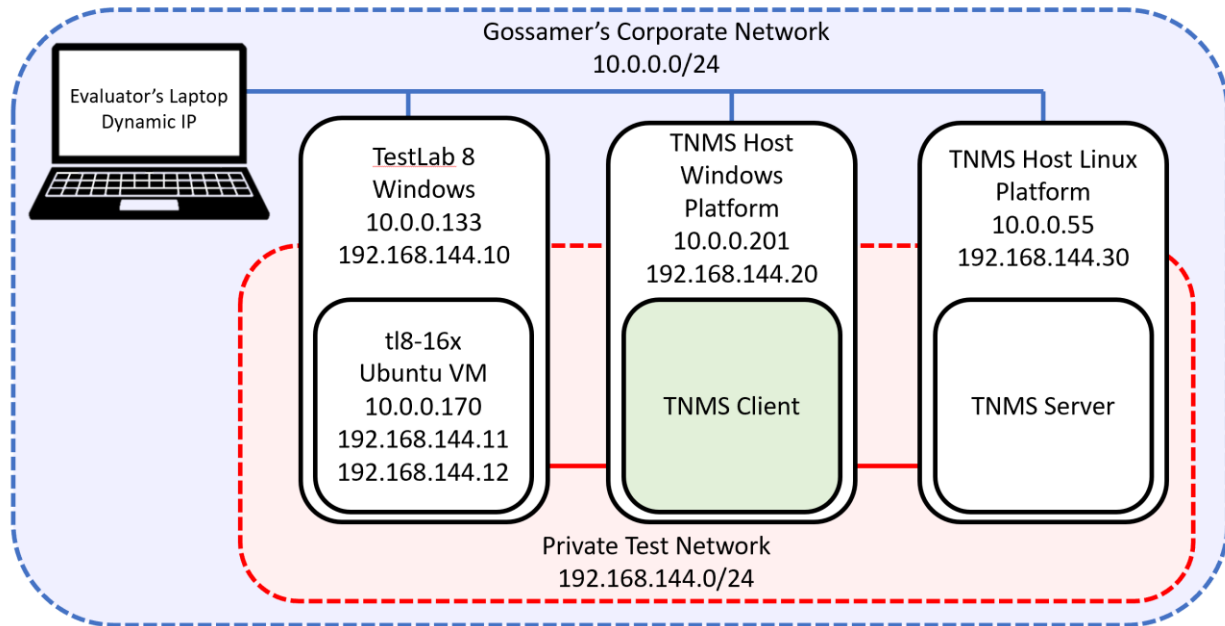 Gossamer's Corporate Network
10.0.0.0/24
Evaluator's Laptop
Dynamic IP
TestLab 8
Windows
10.0.0.133
192.168.144.10
tl8-16x
Ubuntu VM
10.0.0.170
192.168.144.11
192.168.144.12
TNMS Host
Windows
Platform
10.0.0.201
192.168.144.20
TNMS Client
TNMS Host Linux
Platform
10.0.0.55
192.168.144.30
TNMS Server
Private Test Network
192.168.144.0/24